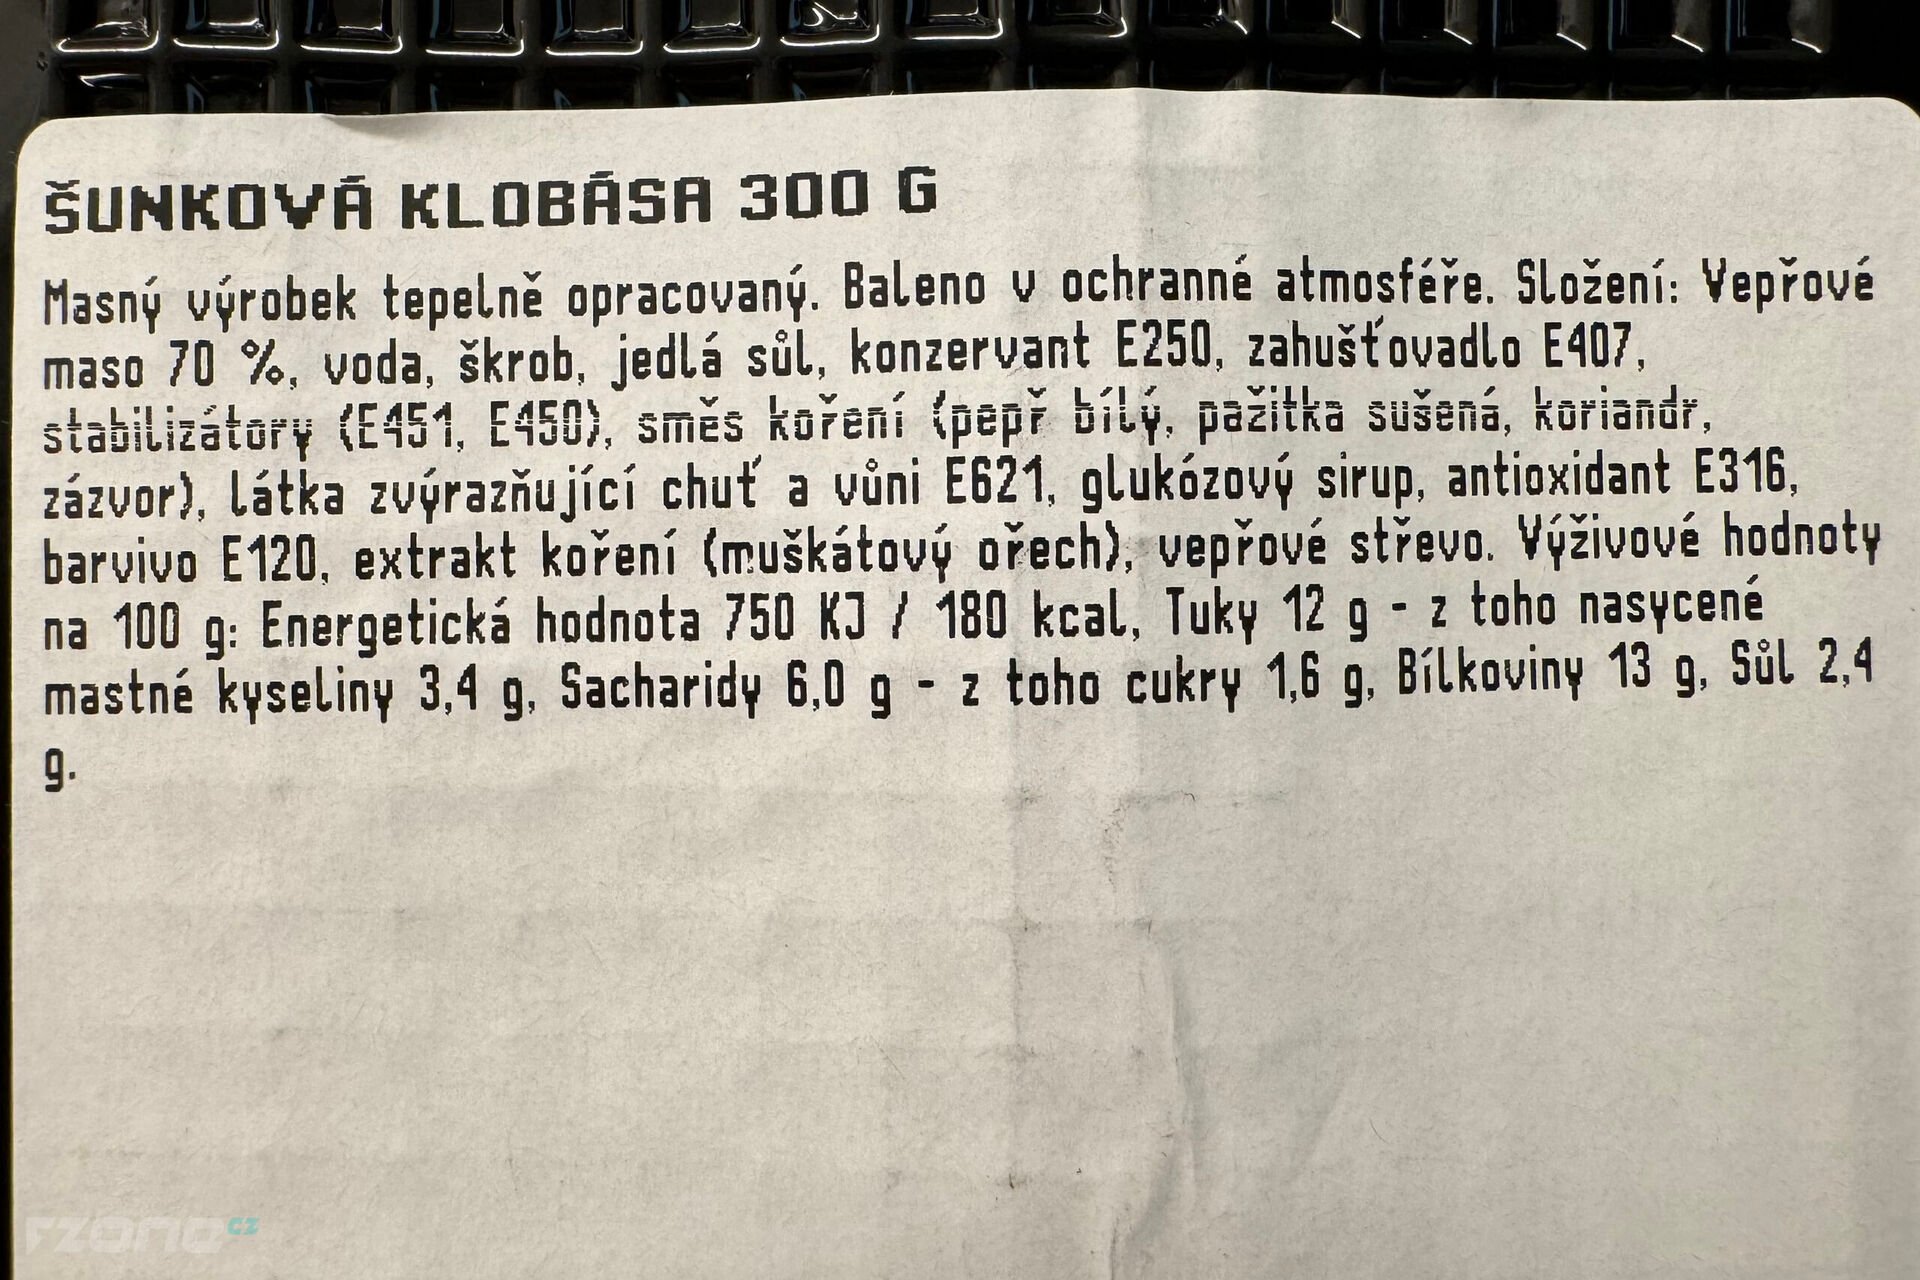 ŠUNKOVÁ KLOBÁSA 300 G
Masný výrobek tepelně opracovaný. Baleno v ochranné atmosféře. Složení: Vepřové
maso 70 %, voda, škrob, jedlá sůl, konzervant E250, zahušťovadlo E407,
stabilizátory (E451, E450), směs koření (pepř bílý, pažitka sušená, koriandr,
zázvor), látka zvýrazňující chuť a vůni E621, glukózový sirup, antioxidant E316,
barvivo E120, extrakt koření (muškátový ořech), vepřové střevo. Výživové hodnoty
na 100 g: Energetická hodnota 750 KJ / 180 kcal, Tuky 12 g - z toho nasycené
mastné kyseliny 3,4 g, Sacharidy 6,0 g - z toho cukry 1,6 g, Bílkoviny 13 g, Sůl 2,4
g.
rzone cz